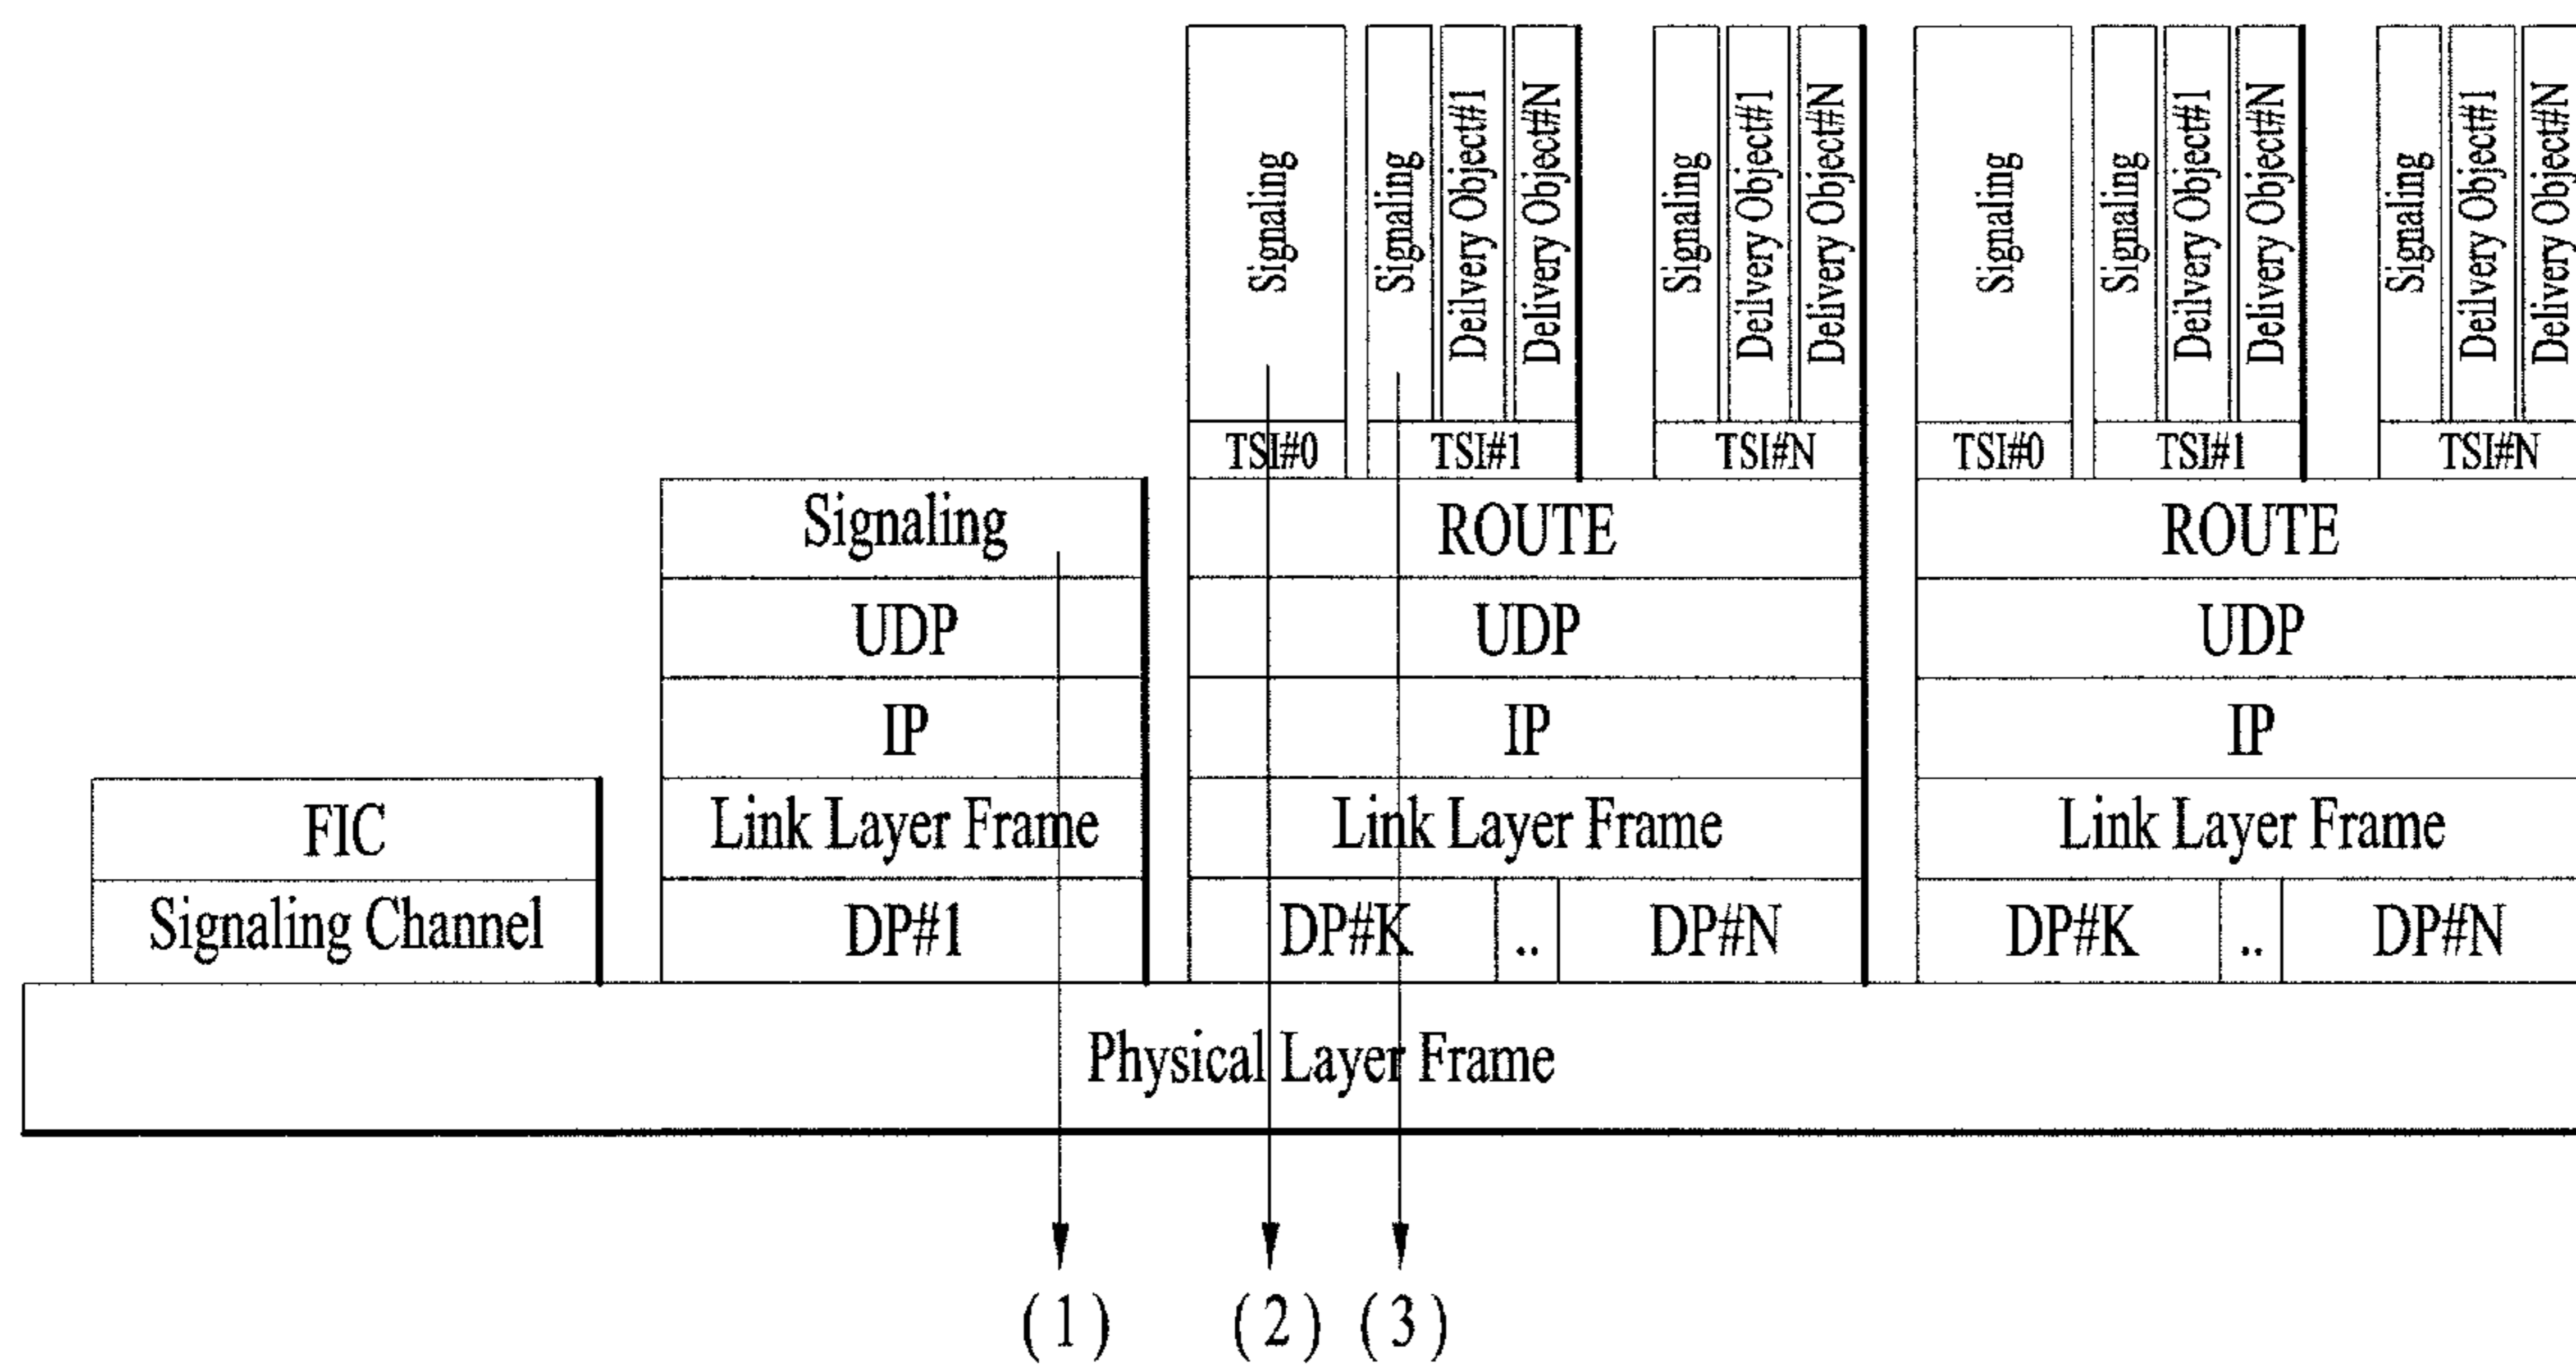 Signaling
Signaling
Deilvery Object#1
Delivery Object#N
Signaling
Deilvery Object#1
Delivery Object#N
Signaling
Signaling
Deilvery Object#1
Delivery Object#N
Signaling
Deilvery Object#1
Delivery Object#N
TSI#0
TSI#1
TSI#N
TSI#0
TSI#1
TSI#N
Signaling
ROUTE
ROUTE
UDP
UDP
UDP
IP
IP
IP
FIC
Link Layer Frame
Link Layer Frame
Link Layer Frame
Signaling Channel
DP#1
DP#K
..
DP#N
DP#K
..
DP#N
Physical Layer Frame
(1)
(2)
(3)